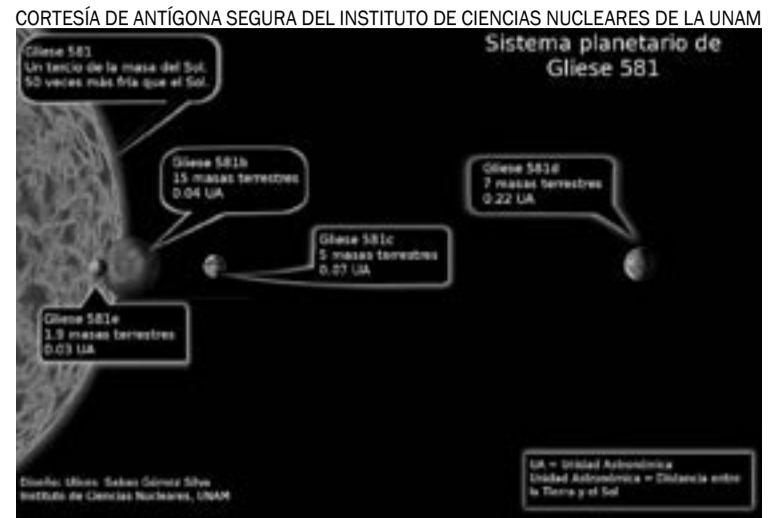 CORTESÍA DE ANTÍGONA SEGURA DEL INSTITUTO DE CIENCIAS NUCLEARES DE LA UNAM
Sistema planetario de
Gliese 581
Gliese 581
Un tercio de la masa del Sol.
50 veces más fría que el Sol.
Gliese 581b
15 masas terrestres
0.04 UA
Gliese 581d
7 masas terrestres
0.22 UA
Gliese 581c
5 masas terrestres
0.07 UA
Gliese 581e
1.9 masas terrestres
0.03 UA
Diseño: Gómez Silva
Instituto de Ciencias Nucleares, UNAM
UA = Unidad Astronómica
Unidad Astronómica = Distancia entre
la Tierra y el Sol